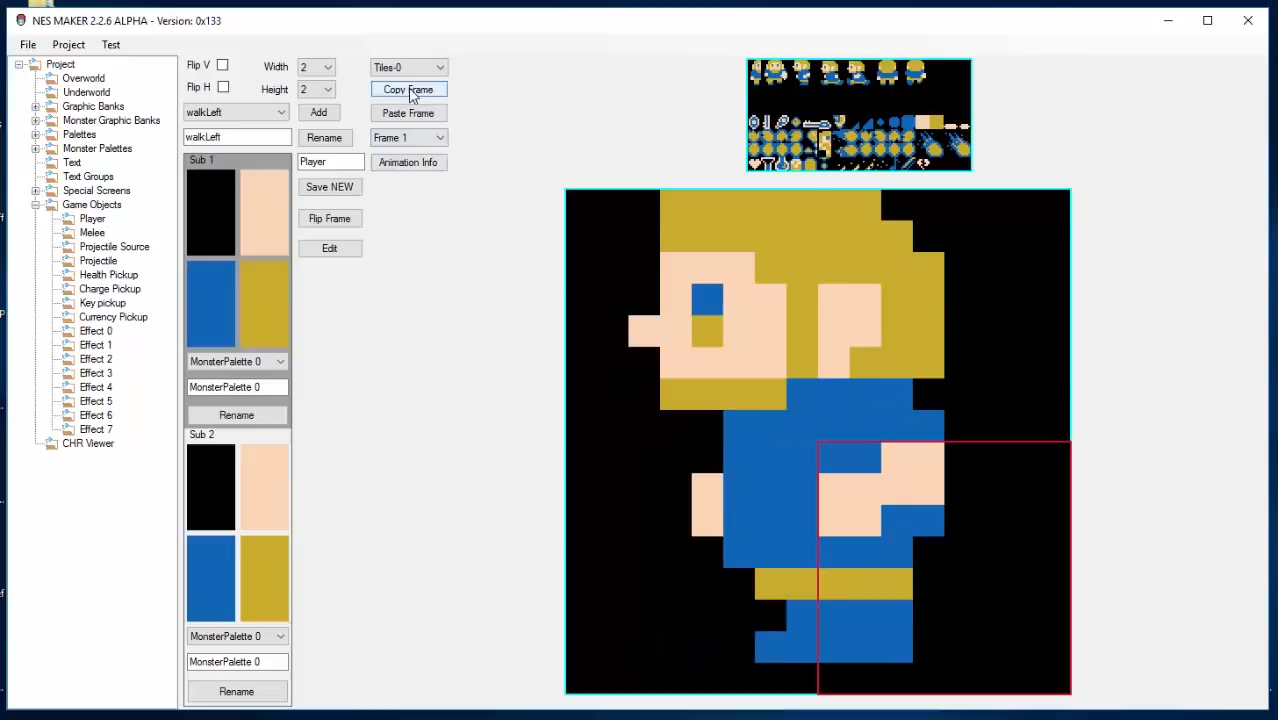 NES MAKER 2.2.6 ALPHA - Version: 0x133
File Project Test
Project
Overworld
Underworld
Graphic Banks
Monster Graphic Banks
Palettes
Monster Palettes
Text
Text Groups
Special Screens
Game Objects
Player
Melee
Projectile Source
Projectile
Health Pickup
Charge Pickup
Key pickup
Currency Pickup
Effect 0
Effect 1
Effect 2
Effect 3
Effect 4
Effect 5
Effect 6
Effect 7
CHR Viewer
Flip V Width 2 Tiles-0
Flip H Height 2 Copy Frame
walkLeft Add Paste Frame
walkLeft Rename Frame 1
Sub 1 Player Animation Info
Save NEW
Flip Frame
Edit
MonsterPalette 0
MonsterPalette 0
Rename
Sub 2
MonsterPalette 0
MonsterPalette 0
Rename